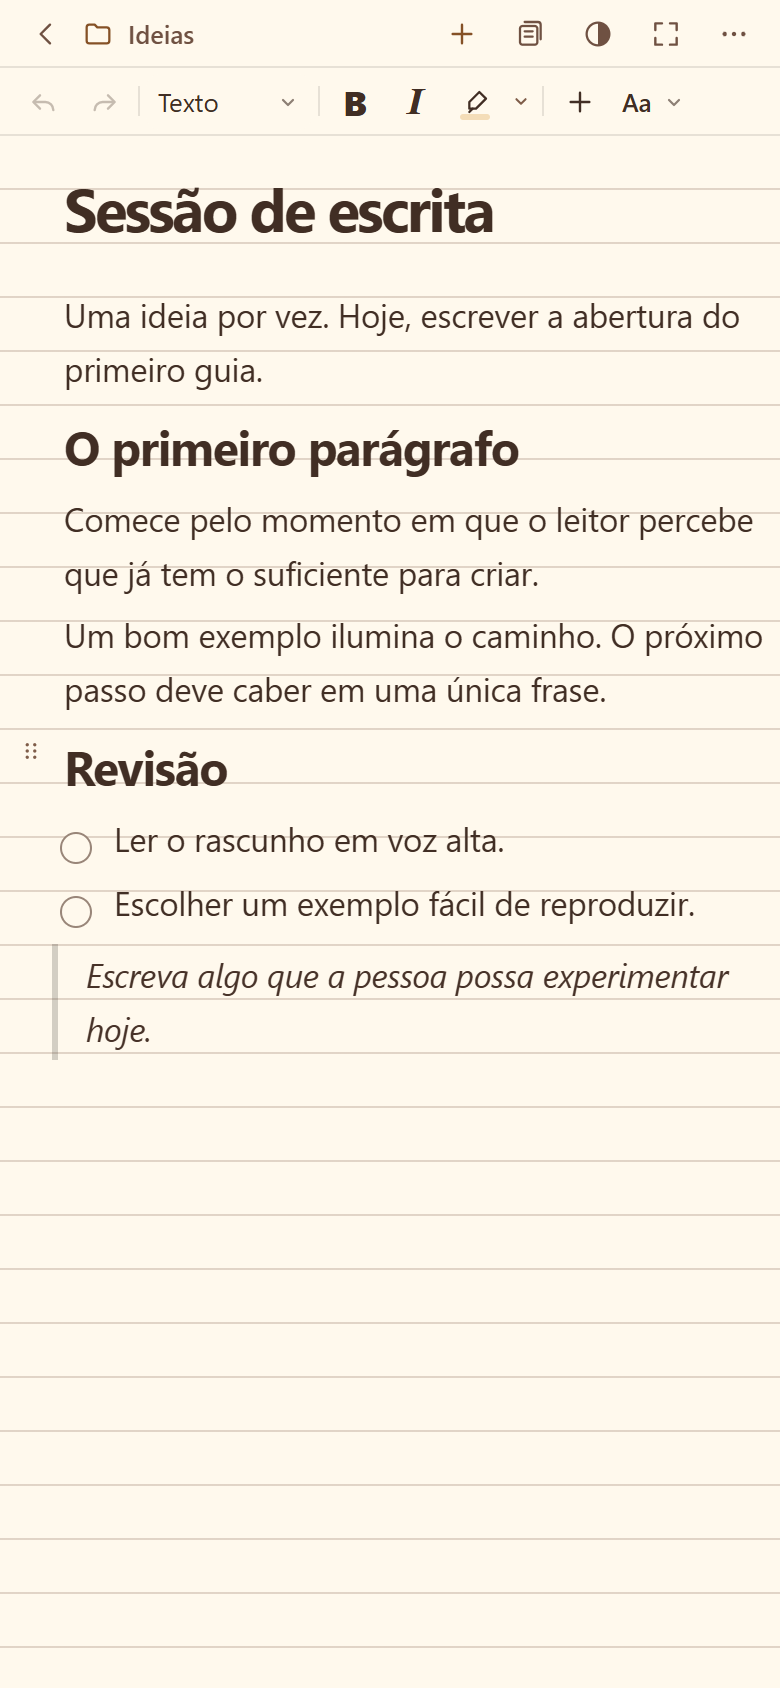 Ideias
Texto
B
I
Aa
Sessão de escrita
Uma ideia por vez. Hoje, escrever a abertura do
primeiro guia.
O primeiro parágrafo
Comece pelo momento em que o leitor percebe
que já tem o suficiente para criar.
Um bom exemplo ilumina o caminho. O próximo
passo deve caber em uma única frase.
Revisão
Ler o rascunho em voz alta.
Escolher um exemplo fácil de reproduzir.
Escreva algo que a pessoa possa experimentar
hoje.